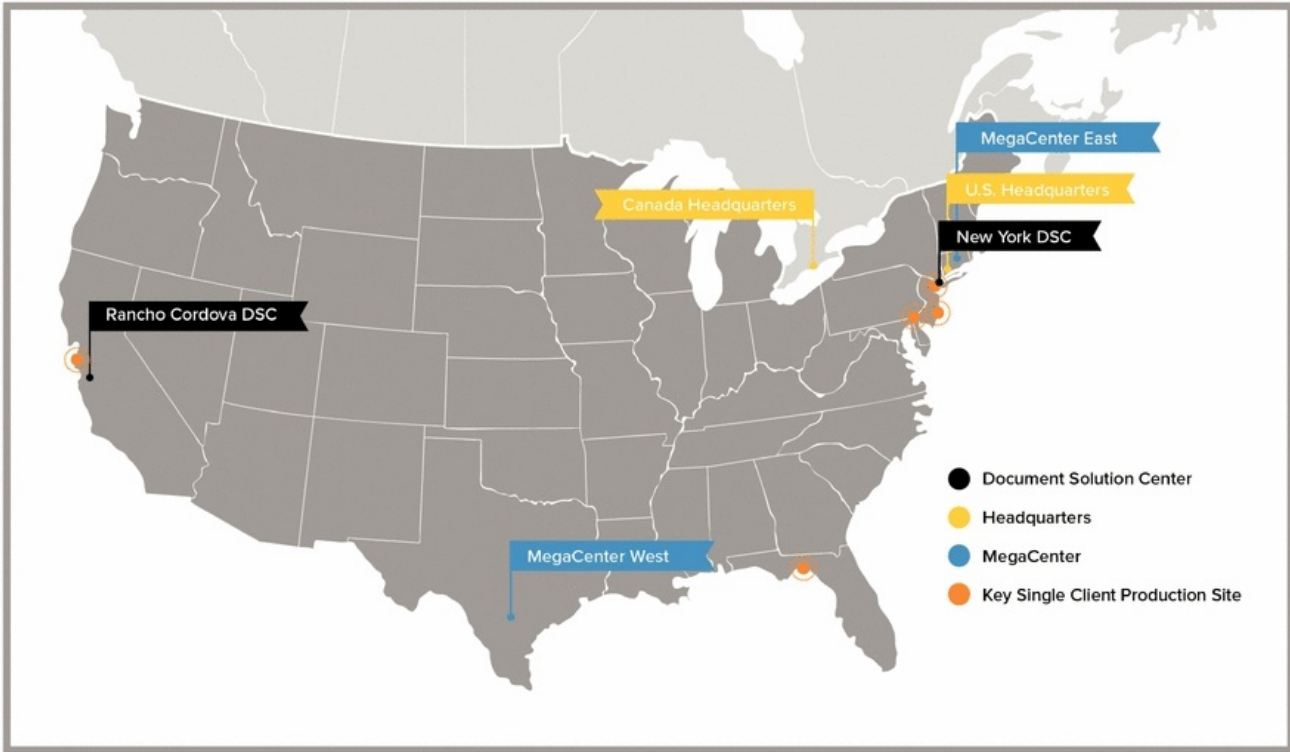 MegaCenter East
U.S. Headquarters
Canada Headquarters
New York DSC
Rancho Cordova DSC
Document Solution Center
Headquarters
MegaCenter West
MegaCenter
Key Single Client Production Site